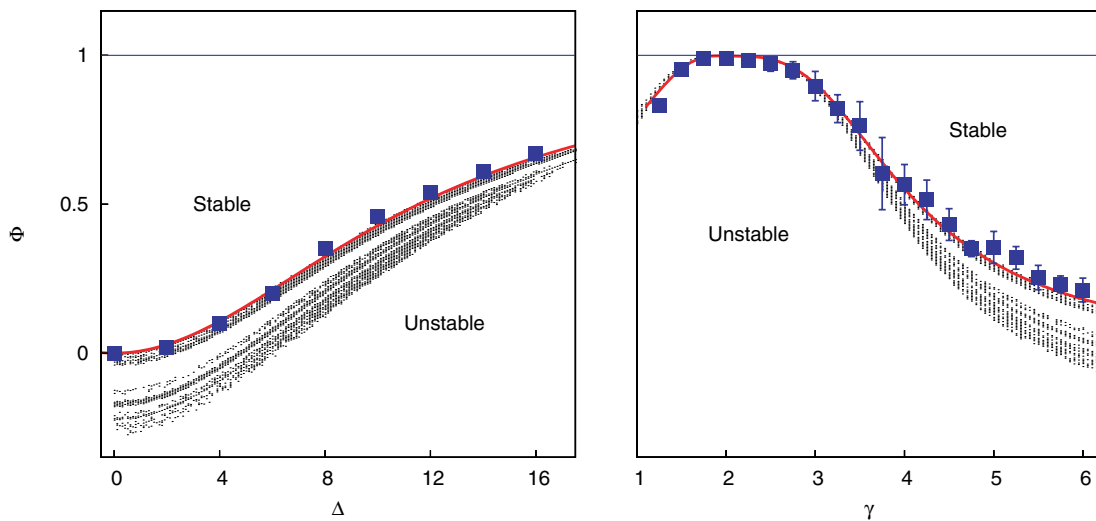 Φ
1
0.5
0
Stable
Unstable
0 4 8 12 16
Δ
Stable
Unstable
1 2 3 4 5 6
γ